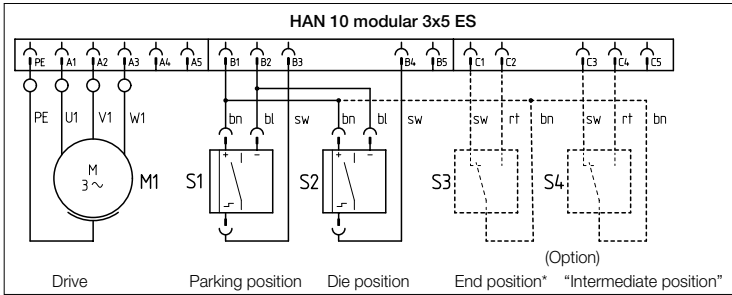 HAN 10 modular 3x5 ES
PE A1 A2 A3 A4 A5 B1 B2 B3 B4 B5 C1 C2 C3 C4 C5
PE U1 V1 W1 bn bl sw bn bl sw sw rt bn sw rt bn
M
3~
M1 S1 + − S2 + − S3 S4
(Option)
Drive Parking position Die position End position* "Intermediate position"